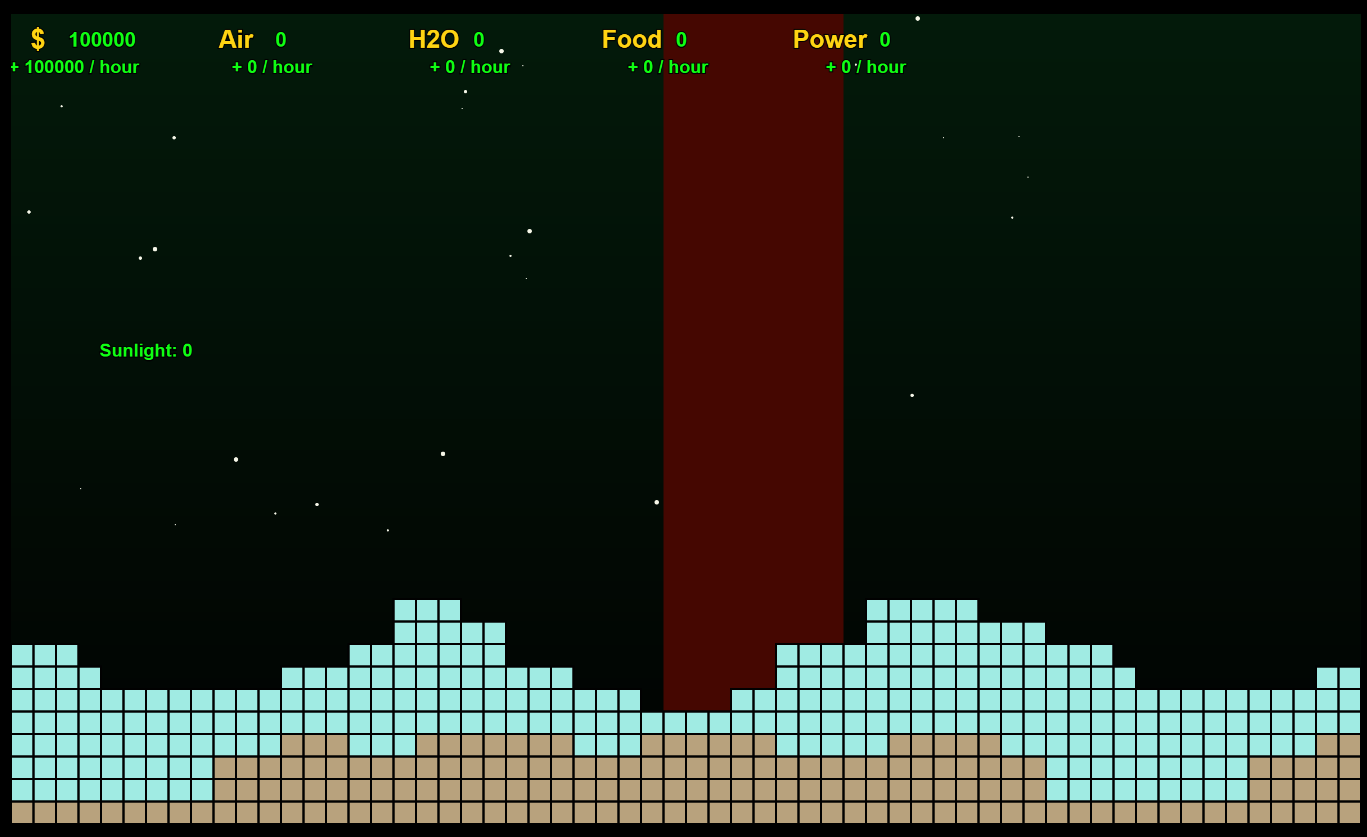 $ 100000 Air 0 H2O 0 Food 0 Power 0
+ 100000 / hour + 0 / hour + 0 / hour + 0 / hour + 0 / hour
Sunlight: 0